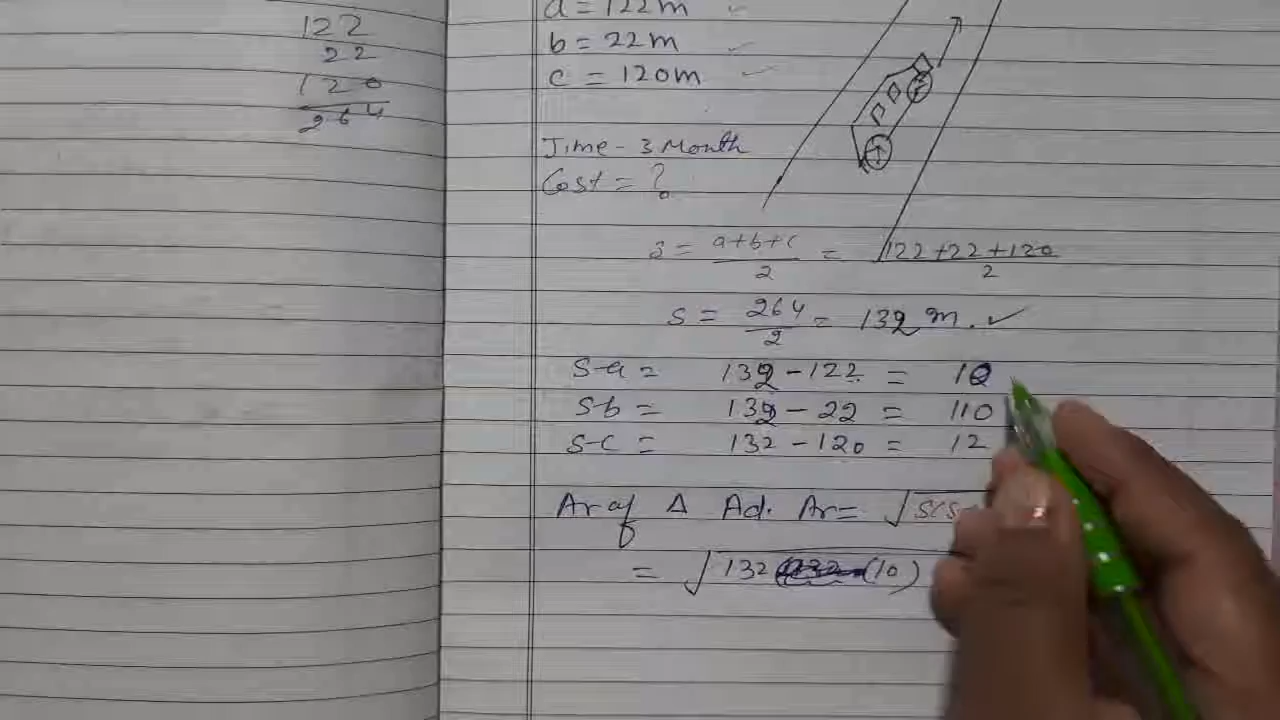 122
22
120
264
a = 122m
b = 22m
c = 120m
Time - 3 Month
Cost = ?
s = a+b+c/2 = 122+22+120/2
s = 264/2 = 132 m.
s-a = 132 - 122 = 10
s-b = 132 - 22 = 110
s-c = 132 - 120 = 12
Ar of Δ Ad. Ar = √s(s-
= √132 (10)